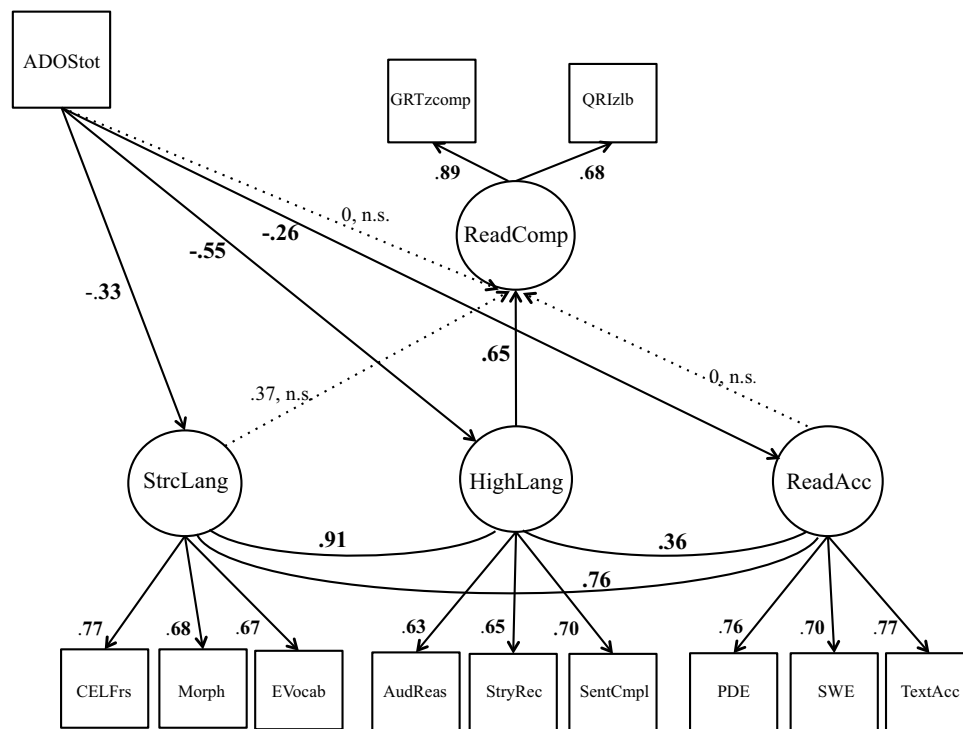 ADOStot
GRTzcomp
QRIzlb
.89
.68
ReadComp
0, n.s.
-.26
-.55
-.33
.65
.37, n.s.
0, n.s.
StrcLang
HighLang
ReadAcc
.91
.36
.76
.77
.68
.67
.63
.65
.70
.76
.70
.77
CELFrs
Morph
EVocab
AudReas
StryRec
SentCmpl
PDE
SWE
TextAcc